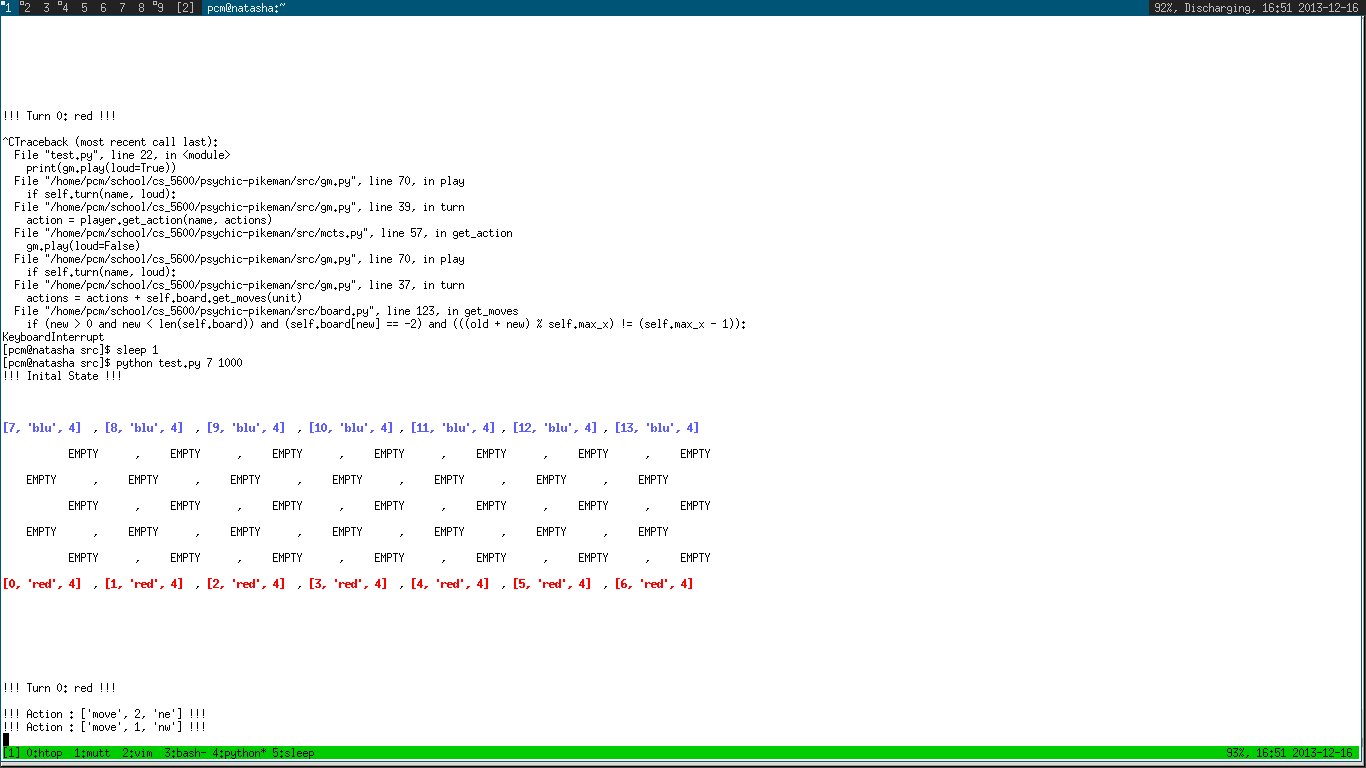 1 2 3 4 5 6 7 8 9 [2] pcm@natasha:~ 92%, Discharging, 16:51 2013-12-16
!!! Turn 0: red !!!
^CTraceback (most recent call last):
  File "test.py", line 22, in <module>
    print(gm.play(loud=True))
  File "/home/pcm/school/cs_5600/psychic-pikeman/src/gm.py", line 70, in play
    if self.turn(name, loud):
  File "/home/pcm/school/cs_5600/psychic-pikeman/src/gm.py", line 39, in turn
    action = player.get_action(name, actions)
  File "/home/pcm/school/cs_5600/psychic-pikeman/src/mcts.py", line 57, in get_action
    gm.play(loud=False)
  File "/home/pcm/school/cs_5600/psychic-pikeman/src/gm.py", line 70, in play
    if self.turn(name, loud):
  File "/home/pcm/school/cs_5600/psychic-pikeman/src/gm.py", line 37, in turn
    actions = actions + self.board.get_moves(unit)
  File "/home/pcm/school/cs_5600/psychic-pikeman/src/board.py", line 123, in get_moves
    if (new > 0 and new < len(self.board)) and (self.board[new] == -2) and (((old + new) % self.max_x) != (self.max_x - 1)):
KeyboardInterrupt
[pcm@natasha src]$ sleep 1
[pcm@natasha src]$ python test.py 7 1000
!!! Inital State !!!
[7, 'blu', 4] , [8, 'blu', 4] , [9, 'blu', 4] , [10, 'blu', 4] , [11, 'blu', 4] , [12, 'blu', 4] , [13, 'blu', 4]
EMPTY , EMPTY , EMPTY , EMPTY , EMPTY , EMPTY , EMPTY
EMPTY , EMPTY , EMPTY , EMPTY , EMPTY , EMPTY , EMPTY
EMPTY , EMPTY , EMPTY , EMPTY , EMPTY , EMPTY , EMPTY
EMPTY , EMPTY , EMPTY , EMPTY , EMPTY , EMPTY , EMPTY
EMPTY , EMPTY , EMPTY , EMPTY , EMPTY , EMPTY , EMPTY
[0, 'red', 4] , [1, 'red', 4] , [2, 'red', 4] , [3, 'red', 4] , [4, 'red', 4] , [5, 'red', 4] , [6, 'red', 4]
!!! Turn 0: red !!!
!!! Action : ['move', 2, 'ne'] !!!
!!! Action : ['move', 1, 'nw'] !!!
[1] 0:htop 1:mutt 2:vim 3:bash- 4:python* 5:sleep 93%, 16:51 2013-12-16